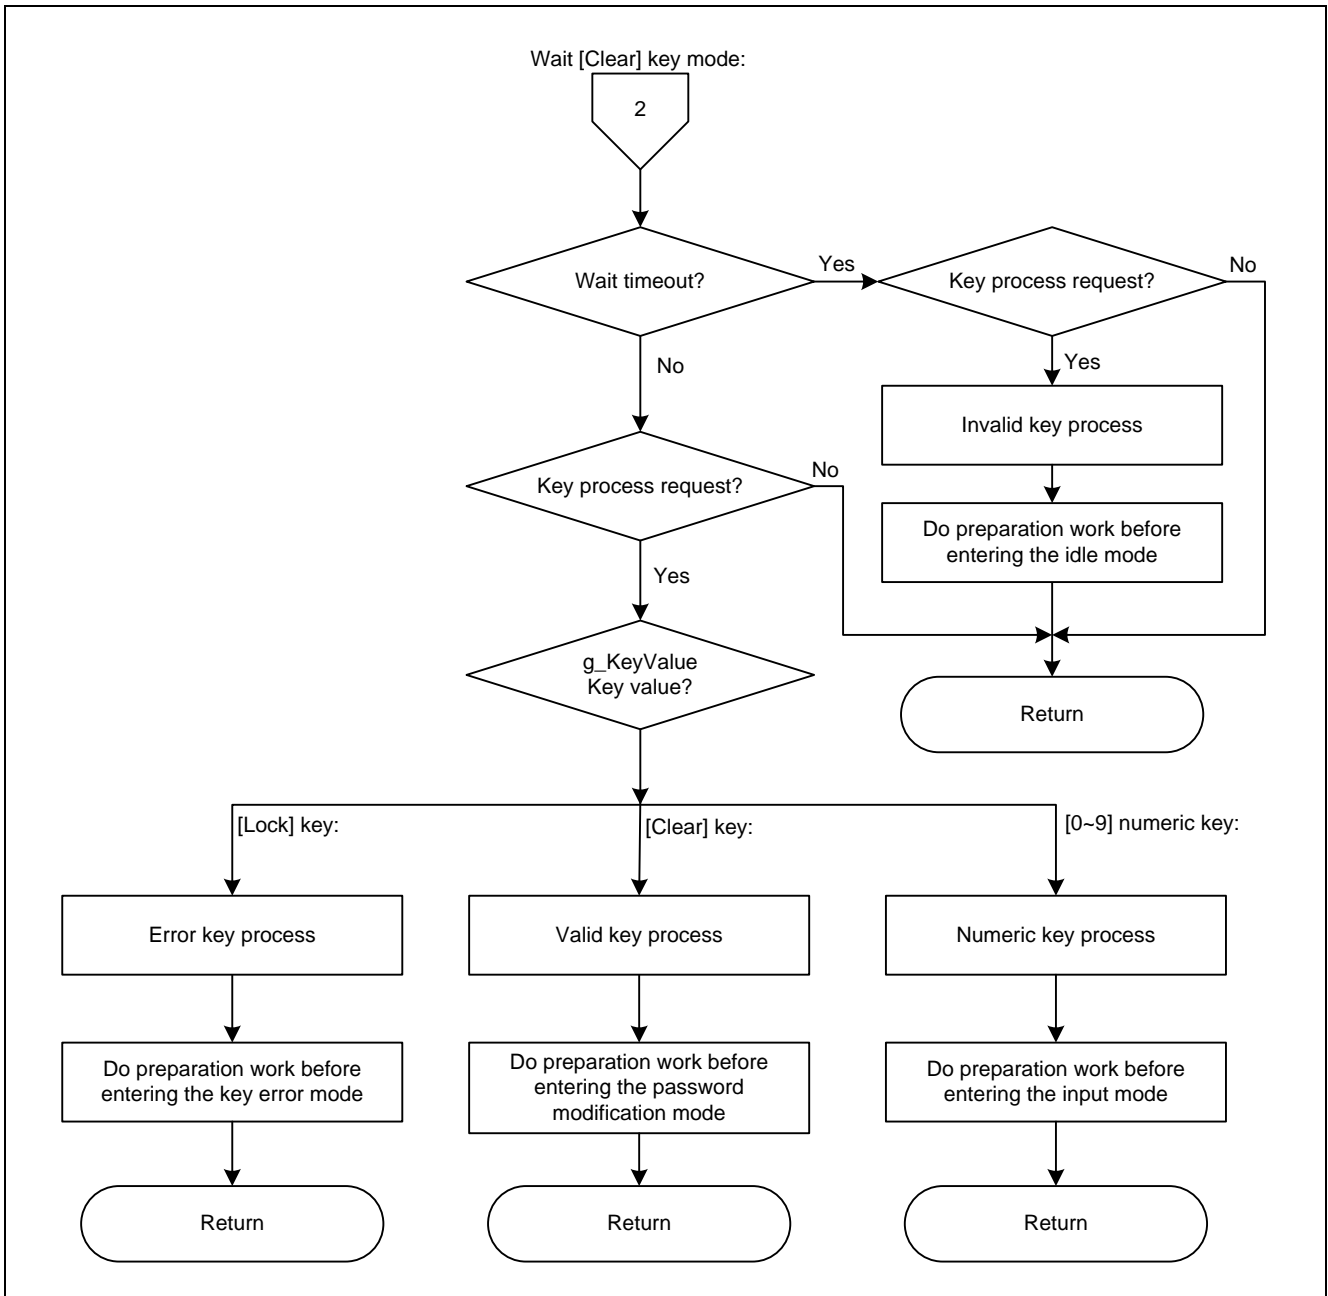 Wait [Clear] key mode:
2
Wait timeout?
Yes
Key process request?
No
No
Yes
Invalid key process
Key process request?
No
Do preparation work before
entering the idle mode
Yes
g_KeyValue
Key value?
Return
[Lock] key:
[Clear] key:
[0~9] numeric key:
Error key process
Valid key process
Numeric key process
Do preparation work before
entering the key error mode
Do preparation work before
entering the password
modification mode
Do preparation work before
entering the input mode
Return
Return
Return